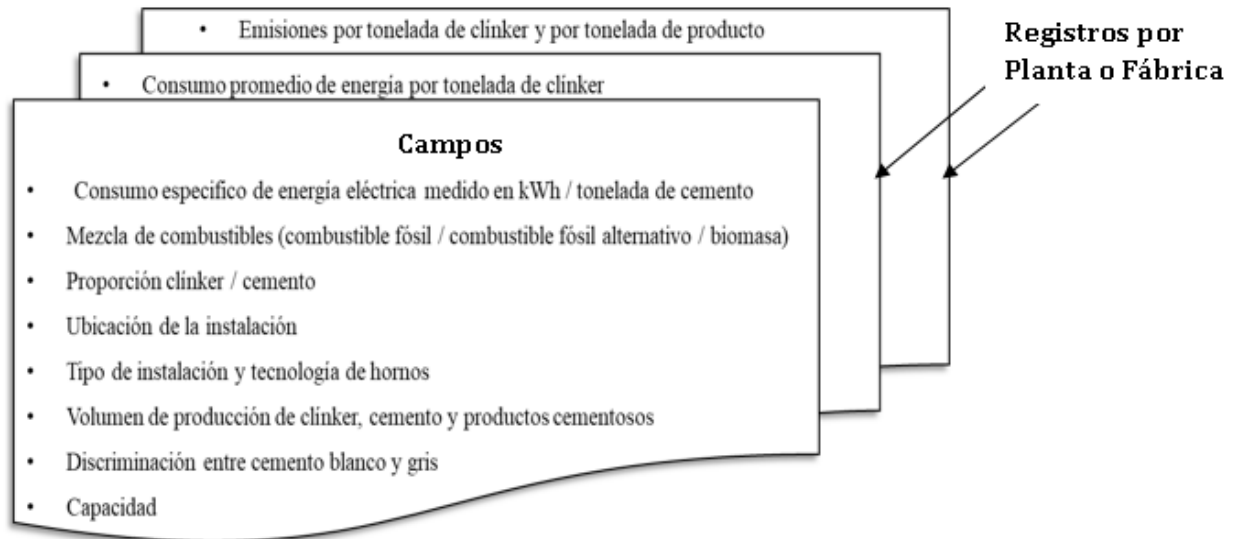 • Emisiones por tonelada de clínker y por tonelada de producto
• Consumo promedio de energía por tonelada de clínker
Registros por
Planta o Fábrica
Campos
• Consumo especifico de energía eléctrica medido en kWh / tonelada de cemento
• Mezcla de combustibles (combustible fósil / combustible fósil alternativo / biomasa)
• Proporción clínker / cemento
• Ubicación de la instalación
• Tipo de instalación y tecnología de hornos
• Volumen de producción de clínker, cemento y productos cementosos
• Discriminación entre cemento blanco y gris
• Capacidad